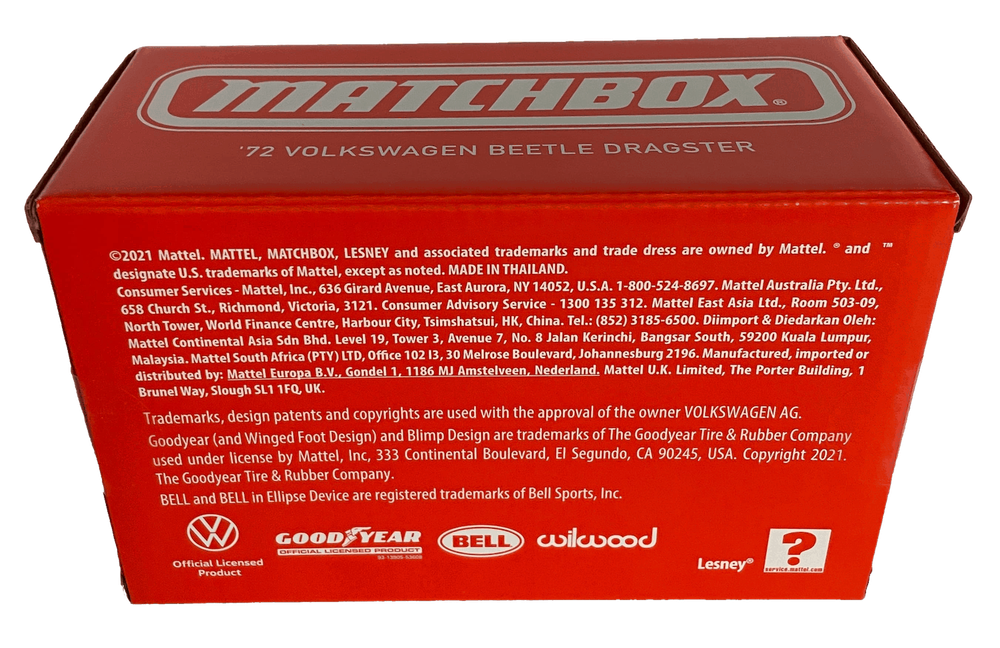 MATCHBOX®
'72 VOLKSWAGEN BEETLE DRAGSTER
©2021 Mattel. MATTEL, MATCHBOX, LESNEY and associated trademarks and trade dress are owned by Mattel. ® and ™
designate U.S. trademarks of Mattel, except as noted. MADE IN THAILAND.
Consumer Services - Mattel, Inc., 636 Girard Avenue, East Aurora, NY 14052, U.S.A. 1-800-524-8697. Mattel Australia Pty. Ltd.,
658 Church St., Richmond, Victoria, 3121. Consumer Advisory Service - 1300 135 312. Mattel East Asia Ltd., Room 503-09,
North Tower, World Finance Centre, Harbour City, Tsimshatsui, HK, China. Tel.: (852) 3185-6500. Diimport & Diedarkan Oleh:
Mattel Continental Asia Sdn Bhd. Level 19, Tower 3, Avenue 7, No. 8 Jalan Kerinchi, Bangsar South, 59200 Kuala Lumpur,
Malaysia. Mattel South Africa (PTY) LTD, Office 102 I3, 30 Melrose Boulevard, Johannesburg 2196. Manufactured, imported or
distributed by: Mattel Europa B.V., Gondel 1, 1186 MJ Amstelveen, Nederland. Mattel U.K. Limited, The Porter Building, 1
Brunel Way, Slough SL1 1FQ, UK.
Trademarks, design patents and copyrights are used with the approval of the owner VOLKSWAGEN AG.
Goodyear (and Winged Foot Design) and Blimp Design are trademarks of The Goodyear Tire & Rubber Company
used under license by Mattel, Inc, 333 Continental Boulevard, El Segundo, CA 90245, USA. Copyright 2021.
The Goodyear Tire & Rubber Company.
BELL and BELL in Ellipse Device are registered trademarks of Bell Sports, Inc.
VW
Official Licensed
Product
GOODYEAR
OFFICIAL LICENSED PRODUCT
BELL
wilwood
Lesney®
?
service.mattel.com